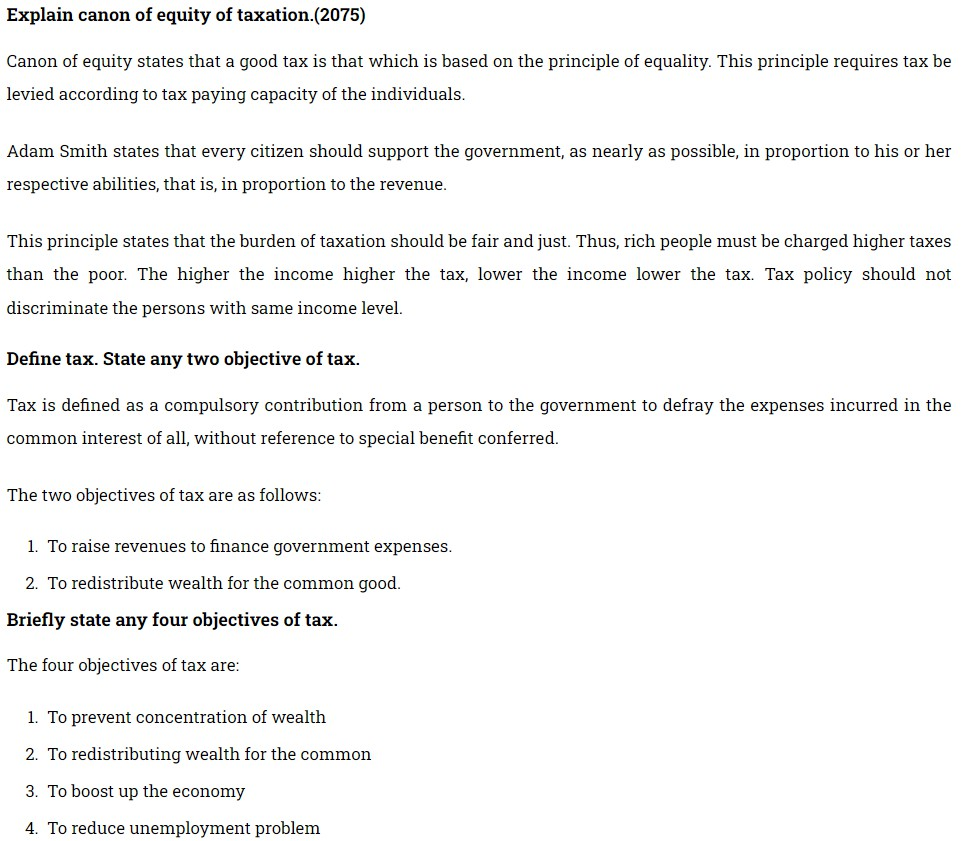 Explain canon of equity of taxation.(2075)
Canon of equity states that a good tax is that which is based on the principle of equality. This principle requires tax be
levied according to tax paying capacity of the individuals.
Adam Smith states that every citizen should support the government, as nearly as possible, in proportion to his or her
respective abilities, that is, in proportion to the revenue.
This principle states that the burden of taxation should be fair and just. Thus, rich people must be charged higher taxes
than the poor. The higher the income higher the tax, lower the income lower the tax. Tax policy should not
discriminate the persons with same income level.
Define tax. State any two objective of tax.
Tax is defined as a compulsory contribution from a person to the government to defray the expenses incurred in the
common interest of all, without reference to special benefit conferred.
The two objectives of tax are as follows:
1. To raise revenues to finance government expenses.
2. To redistribute wealth for the common good.
Briefly state any four objectives of tax.
The four objectives of tax are:
1. To prevent concentration of wealth
2. To redistributing wealth for the common
3. To boost up the economy
4. To reduce unemployment problem